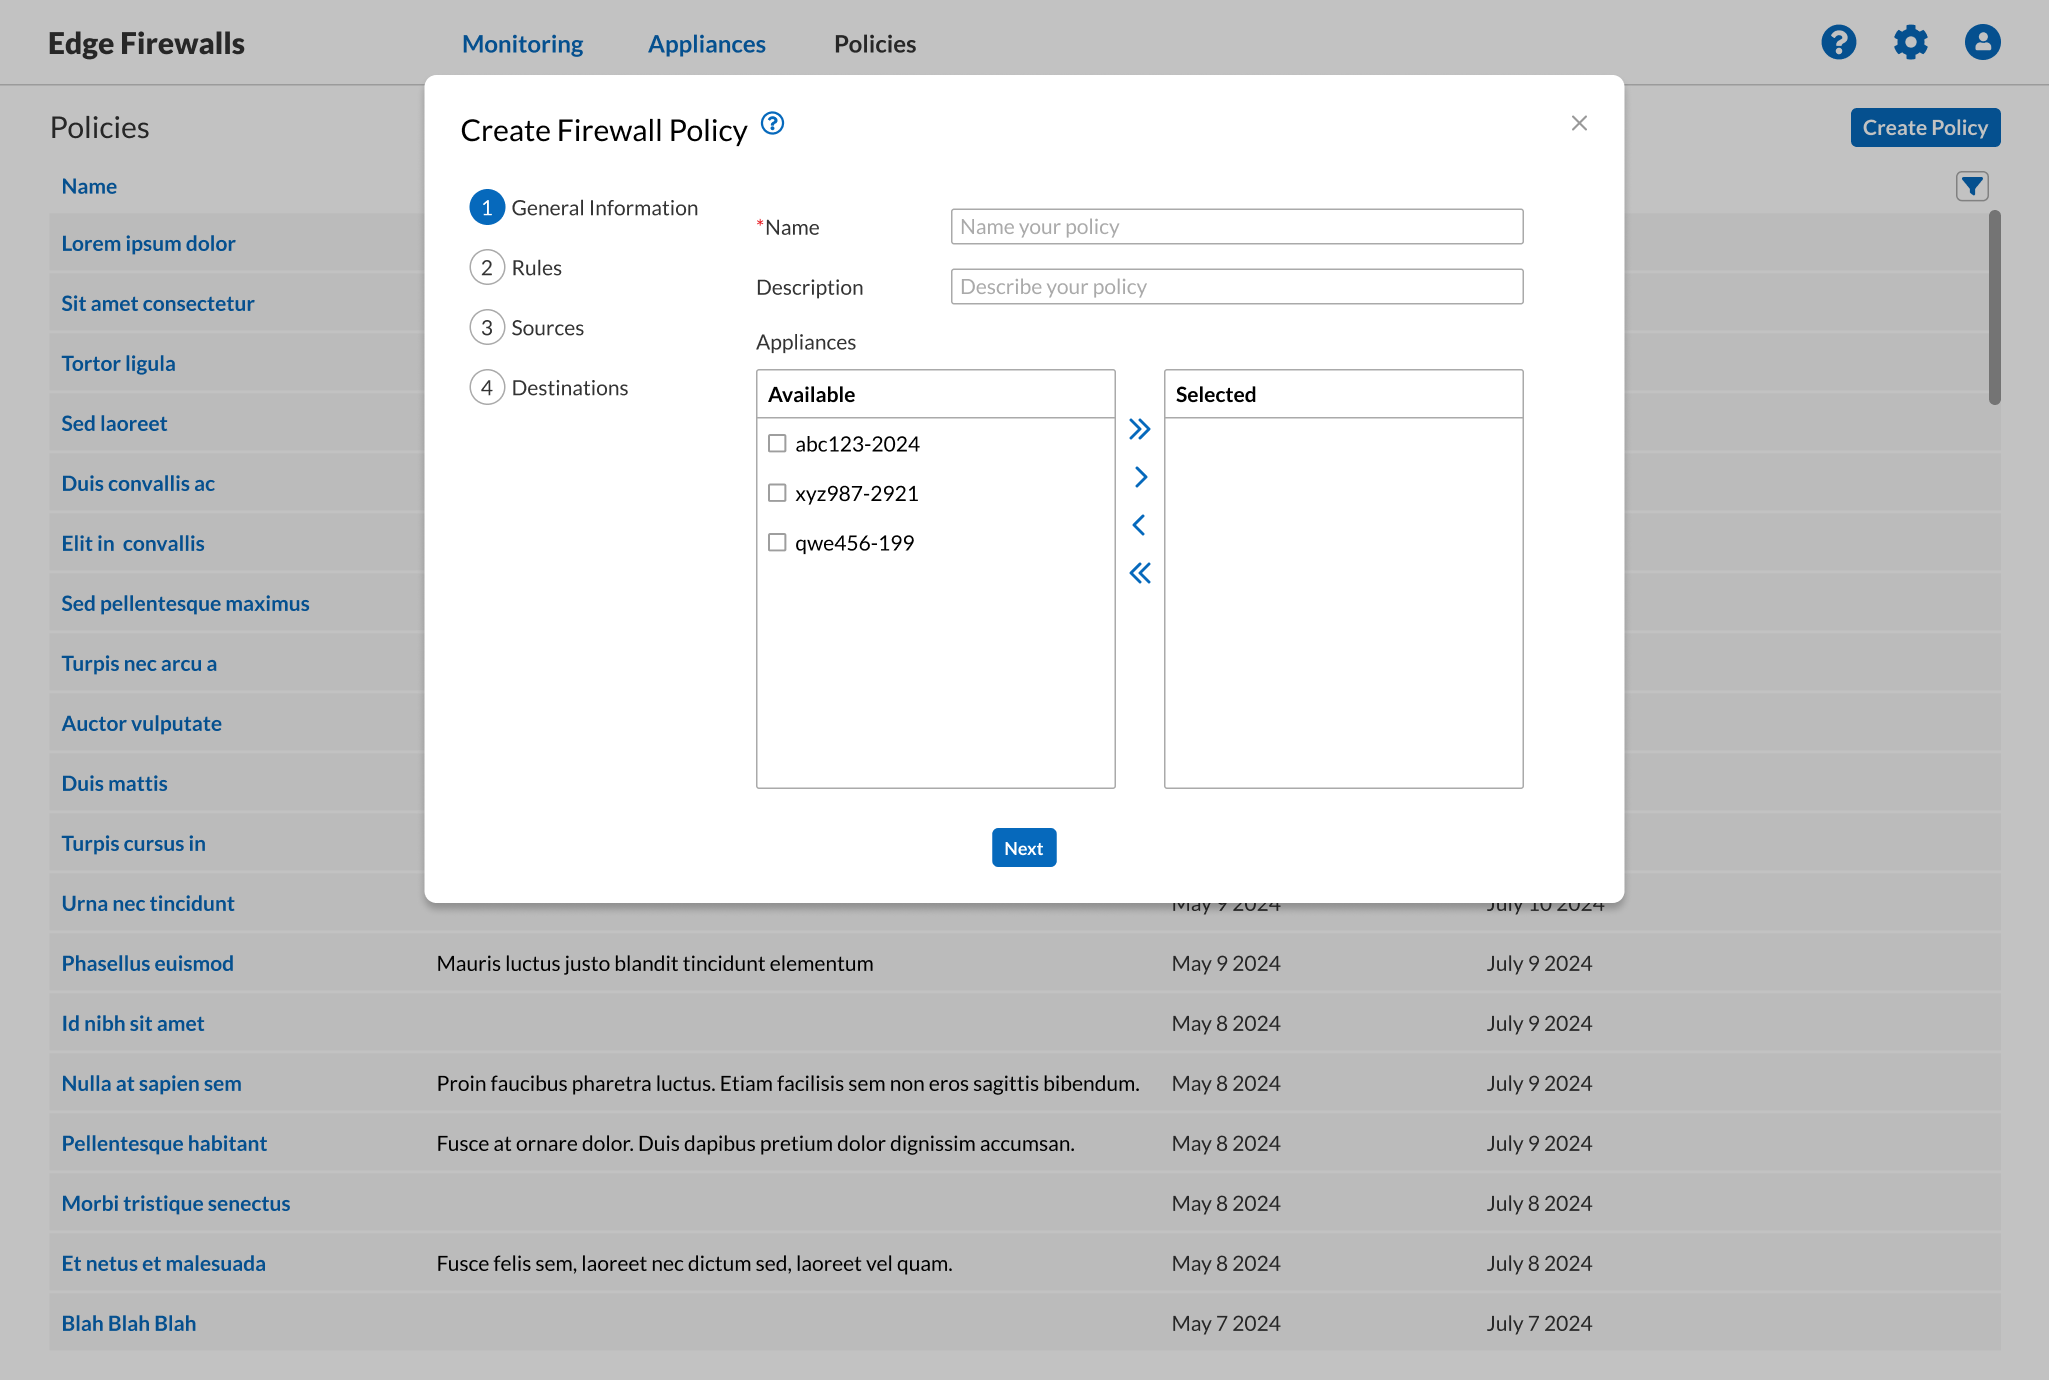 Edge Firewalls
Monitoring
Appliances
Policies
Policies
Create Policy
Name
Lorem ipsum dolor
Sit amet consectetur
Tortor ligula
Sed laoreet
Duis convallis ac
Elit in  convallis
Sed pellentesque maximus
Turpis nec arcu a
Auctor vulputate
Duis mattis
Turpis cursus in
Urna nec tincidunt May 9 2024 July 10 2024
Phasellus euismod Mauris luctus justo blandit tincidunt elementum May 9 2024 July 9 2024
Id nibh sit amet May 8 2024 July 9 2024
Nulla at sapien sem Proin faucibus pharetra luctus. Etiam facilisis sem non eros sagittis bibendum. May 8 2024 July 9 2024
Pellentesque habitant Fusce at ornare dolor. Duis dapibus pretium dolor dignissim accumsan. May 8 2024 July 9 2024
Morbi tristique senectus May 8 2024 July 8 2024
Et netus et malesuada Fusce felis sem, laoreet nec dictum sed, laoreet vel quam. May 8 2024 July 8 2024
Blah Blah Blah May 7 2024 July 7 2024
Create Firewall Policy ?
1 General Information
2 Rules
3 Sources
4 Destinations
*Name Name your policy
Description Describe your policy
Appliances
Available
abc123-2024
xyz987-2921
qwe456-199
Selected
Next